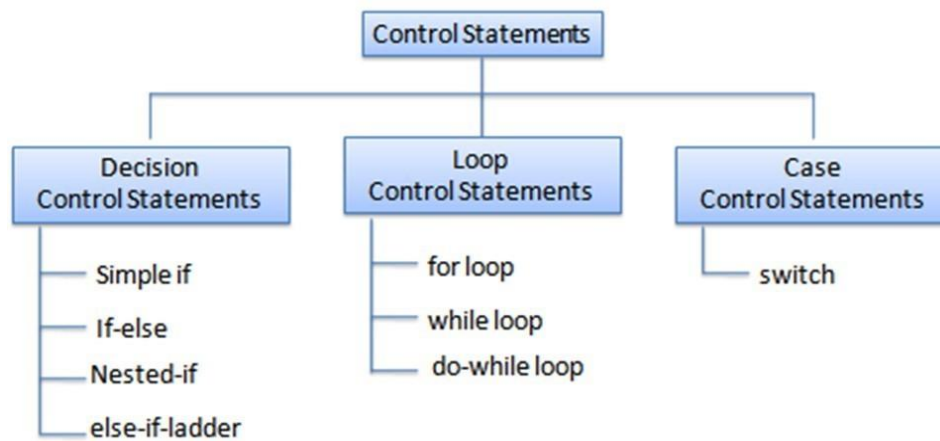 Control Statements
Decision
Control Statements
Simple if
If-else
Nested-if
else-if-ladder
Loop
Control Statements
for loop
while loop
do-while loop
Case
Control Statements
switch